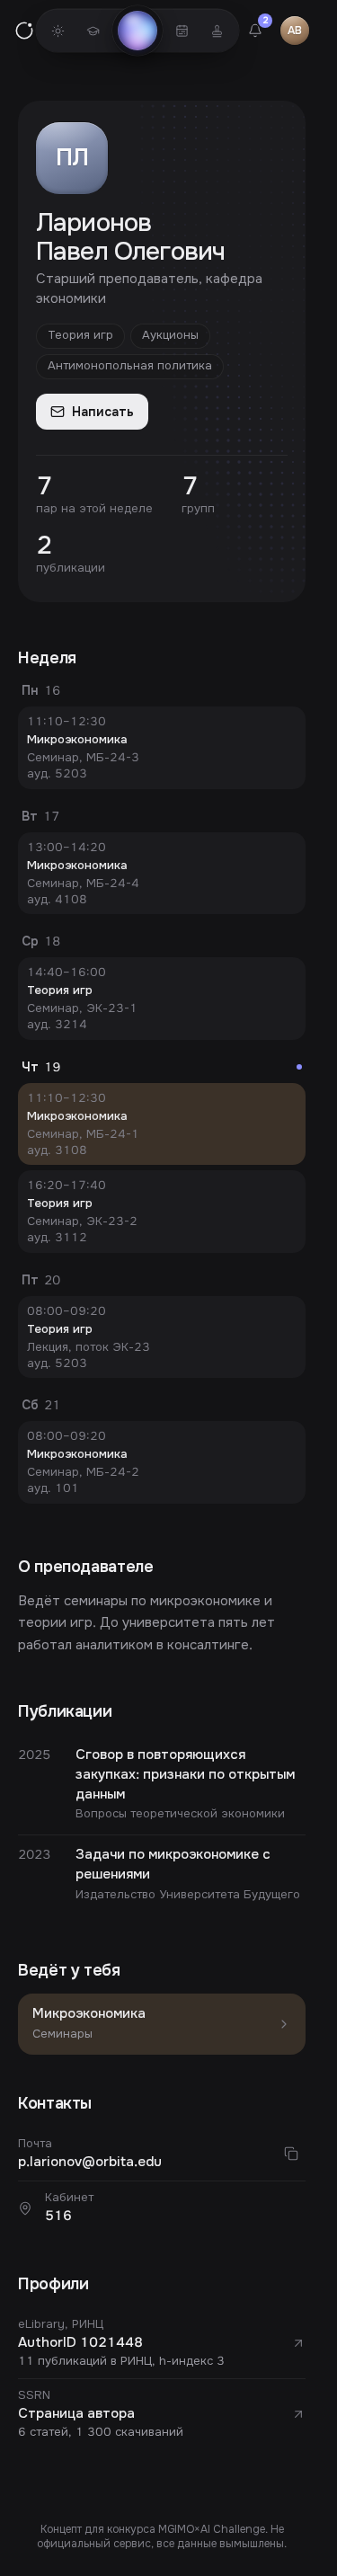 2
АВ
ПЛ
Ларионов
Павел Олегович
Старший преподаватель, кафедра
экономики
Теория игр
Аукционы
Антимонопольная политика
Написать
7
пар на этой неделе
7
групп
2
публикации
Неделя
Пн 16
11:10–12:30
Микроэкономика
Семинар, МБ-24-3
ауд. 5203
Вт 17
13:00–14:20
Микроэкономика
Семинар, МБ-24-4
ауд. 4108
Ср 18
14:40–16:00
Теория игр
Семинар, ЭК-23-1
ауд. 3214
Чт 19
11:10–12:30
Микроэкономика
Семинар, МБ-24-1
ауд. 3108
16:20–17:40
Теория игр
Семинар, ЭК-23-2
ауд. 3112
Пт 20
08:00–09:20
Теория игр
Лекция, поток ЭК-23
ауд. 5203
Сб 21
08:00–09:20
Микроэкономика
Семинар, МБ-24-2
ауд. 101
О преподавателе
Ведёт семинары по микроэкономике и
теории игр. До университета пять лет
работал аналитиком в консалтинге.
Публикации
2025
Сговор в повторяющихся
закупках: признаки по открытым
данным
Вопросы теоретической экономики
2023
Задачи по микроэкономике с
решениями
Издательство Университета Будущего
Ведёт у тебя
Микроэкономика
Семинары
Контакты
Почта
p.larionov@orbita.edu
Кабинет
516
Профили
eLibrary, РИНЦ
AuthorID 1021448
11 публикаций в РИНЦ, h-индекс 3
SSRN
Страница автора
6 статей, 1 300 скачиваний
Концепт для конкурса MGIMO×AI Challenge. Не
официальный сервис, все данные вымышлены.